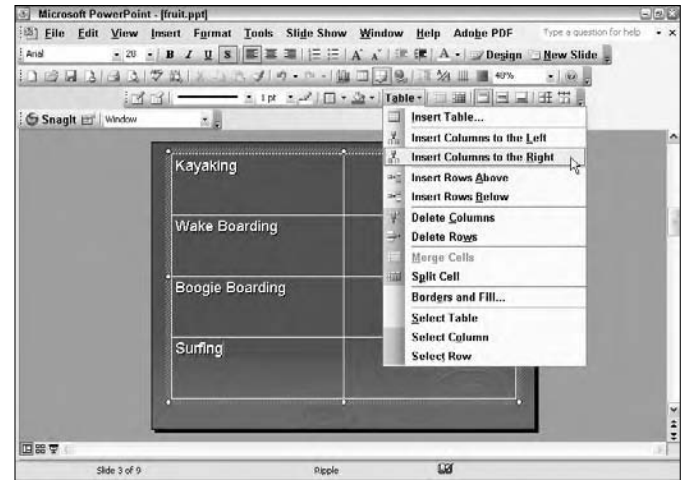 Microsoft PowerPoint - [fruit.ppt]
File Edit View Insert Format Tools Slide Show Window Help Adobe PDF Type a question for help
Arial 20 B I U S A A A Design New Slide
40%
1 pt Table
SnagIt Window
Insert Table...
Insert Columns to the Left
Insert Columns to the Right
Insert Rows Above
Insert Rows Below
Delete Columns
Delete Rows
Merge Cells
Split Cell
Borders and Fill...
Select Table
Select Column
Select Row
Kayaking
Wake Boarding
Boogie Boarding
Surfing
Slide 3 of 9 Ripple